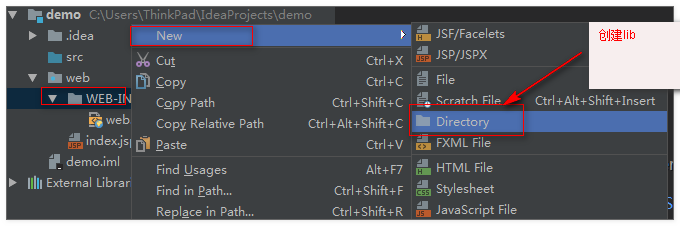 demo C:\Users\ThinkPad\IdeaProjects\demo
.idea
src
web
WEB-IN
web
index.jsp
demo.iml
External Librar
New
Cut Ctrl+X
Copy Ctrl+C
Copy Path Ctrl+Shift+C
Copy Relative Path Ctrl+Alt+Shift+C
Paste Ctrl+V
Find Usages Alt+F7
Find in Path... Ctrl+Shift+F
Replace in Path... Ctrl+Shift+R
JSF/Facelets
JSP/JSPX
File
Scratch File Ctrl+Alt+Shift+Insert
Directory
FXML File
HTML File
Stylesheet
JavaScript File
创建lib